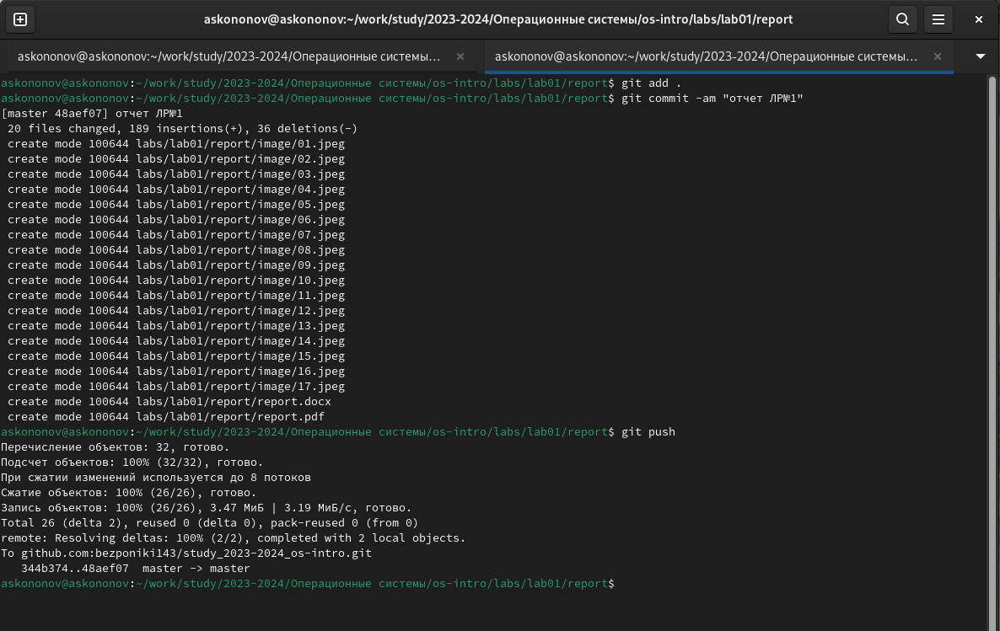 askononov@askononov:~/work/study/2023-2024/Операционные системы/os-intro/labs/lab01/report
askononov@askononov:~/work/study/2023-2024/Операционные системы...
askononov@askononov:~/work/study/2023-2024/Операционные системы...
askononov@askononov:~/work/study/2023-2024/Операционные системы/os-intro/labs/lab01/report$ git add .
askononov@askononov:~/work/study/2023-2024/Операционные системы/os-intro/labs/lab01/report$ git commit -am "отчет ЛР№1"
[master 48aef07] отчет ЛР№1
 20 files changed, 189 insertions(+), 36 deletions(-)
 create mode 100644 labs/lab01/report/image/01.jpeg
 create mode 100644 labs/lab01/report/image/02.jpeg
 create mode 100644 labs/lab01/report/image/03.jpeg
 create mode 100644 labs/lab01/report/image/04.jpeg
 create mode 100644 labs/lab01/report/image/05.jpeg
 create mode 100644 labs/lab01/report/image/06.jpeg
 create mode 100644 labs/lab01/report/image/07.jpeg
 create mode 100644 labs/lab01/report/image/08.jpeg
 create mode 100644 labs/lab01/report/image/09.jpeg
 create mode 100644 labs/lab01/report/image/10.jpeg
 create mode 100644 labs/lab01/report/image/11.jpeg
 create mode 100644 labs/lab01/report/image/12.jpeg
 create mode 100644 labs/lab01/report/image/13.jpeg
 create mode 100644 labs/lab01/report/image/14.jpeg
 create mode 100644 labs/lab01/report/image/15.jpeg
 create mode 100644 labs/lab01/report/image/16.jpeg
 create mode 100644 labs/lab01/report/image/17.jpeg
 create mode 100644 labs/lab01/report/report.docx
 create mode 100644 labs/lab01/report/report.pdf
askononov@askononov:~/work/study/2023-2024/Операционные системы/os-intro/labs/lab01/report$ git push
Перечисление объектов: 32, готово.
Подсчет объектов: 100% (32/32), готово.
При сжатии изменений используется до 8 потоков
Сжатие объектов: 100% (26/26), готово.
Запись объектов: 100% (26/26), 3.47 МиБ | 3.19 МиБ/с, готово.
Total 26 (delta 2), reused 0 (delta 0), pack-reused 0 (from 0)
remote: Resolving deltas: 100% (2/2), completed with 2 local objects.
To github.com:bezponiki143/study_2023-2024_os-intro.git
   344b374..48aef07  master -> master
askononov@askononov:~/work/study/2023-2024/Операционные системы/os-intro/labs/lab01/report$